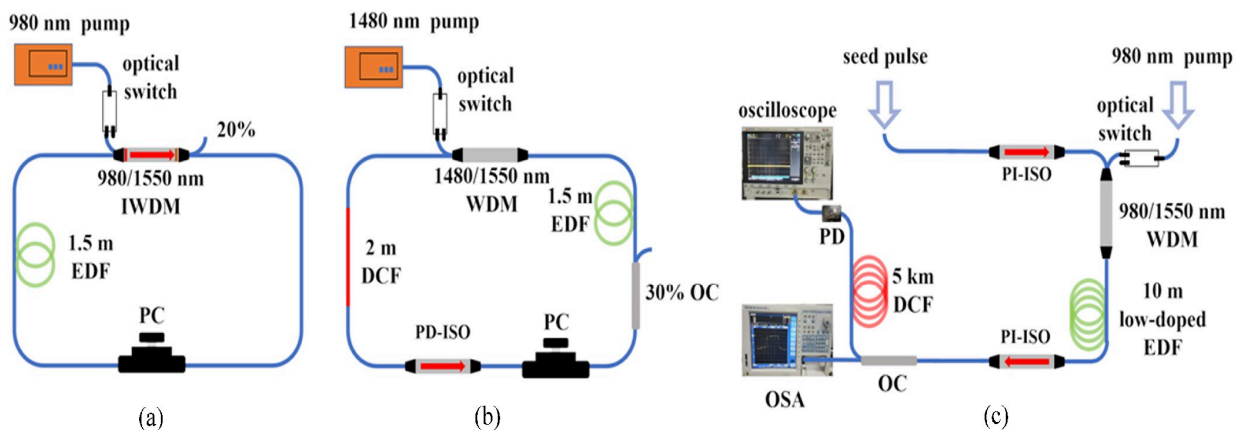 980 nm pump
optical
switch
20%
980/1550 nm
IWDM
1.5 m
EDF
PC
(a)
1480 nm pump
optical
switch
1480/1550 nm
WDM
1.5 m
EDF
2 m
DCF
30% OC
PD-ISO
PC
(b)
seed pulse
980 nm pump
optical
switch
oscilloscope
PI-ISO
PD
980/1550 nm
WDM
5 km
DCF
10 m
low-doped
EDF
PI-ISO
OSA
OC
(c)